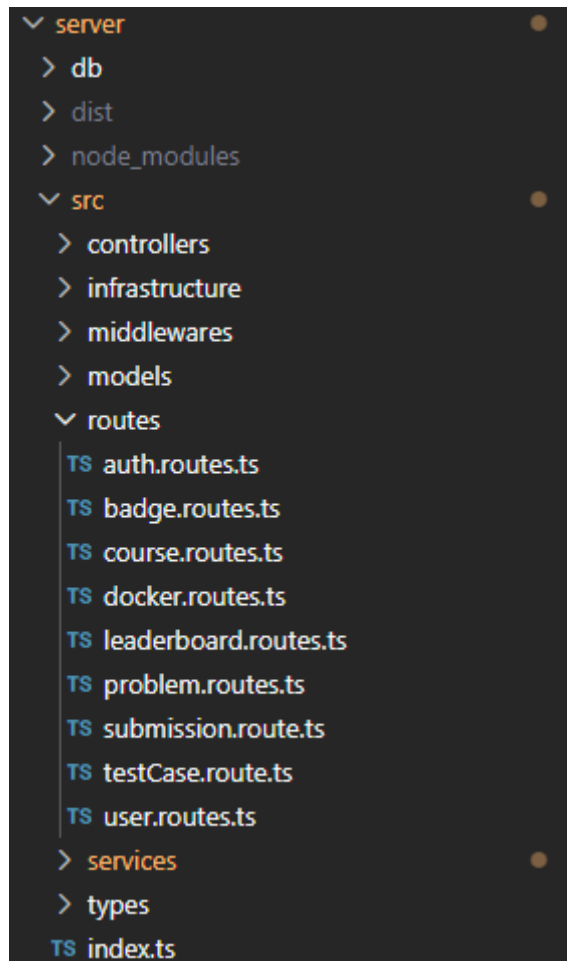 server
db
dist
node_modules
src
controllers
infrastructure
middlewares
models
routes
TS auth.routes.ts
TS badge.routes.ts
TS course.routes.ts
TS docker.routes.ts
TS leaderboard.routes.ts
TS problem.routes.ts
TS submission.route.ts
TS testCase.route.ts
TS user.routes.ts
services
types
TS index.ts